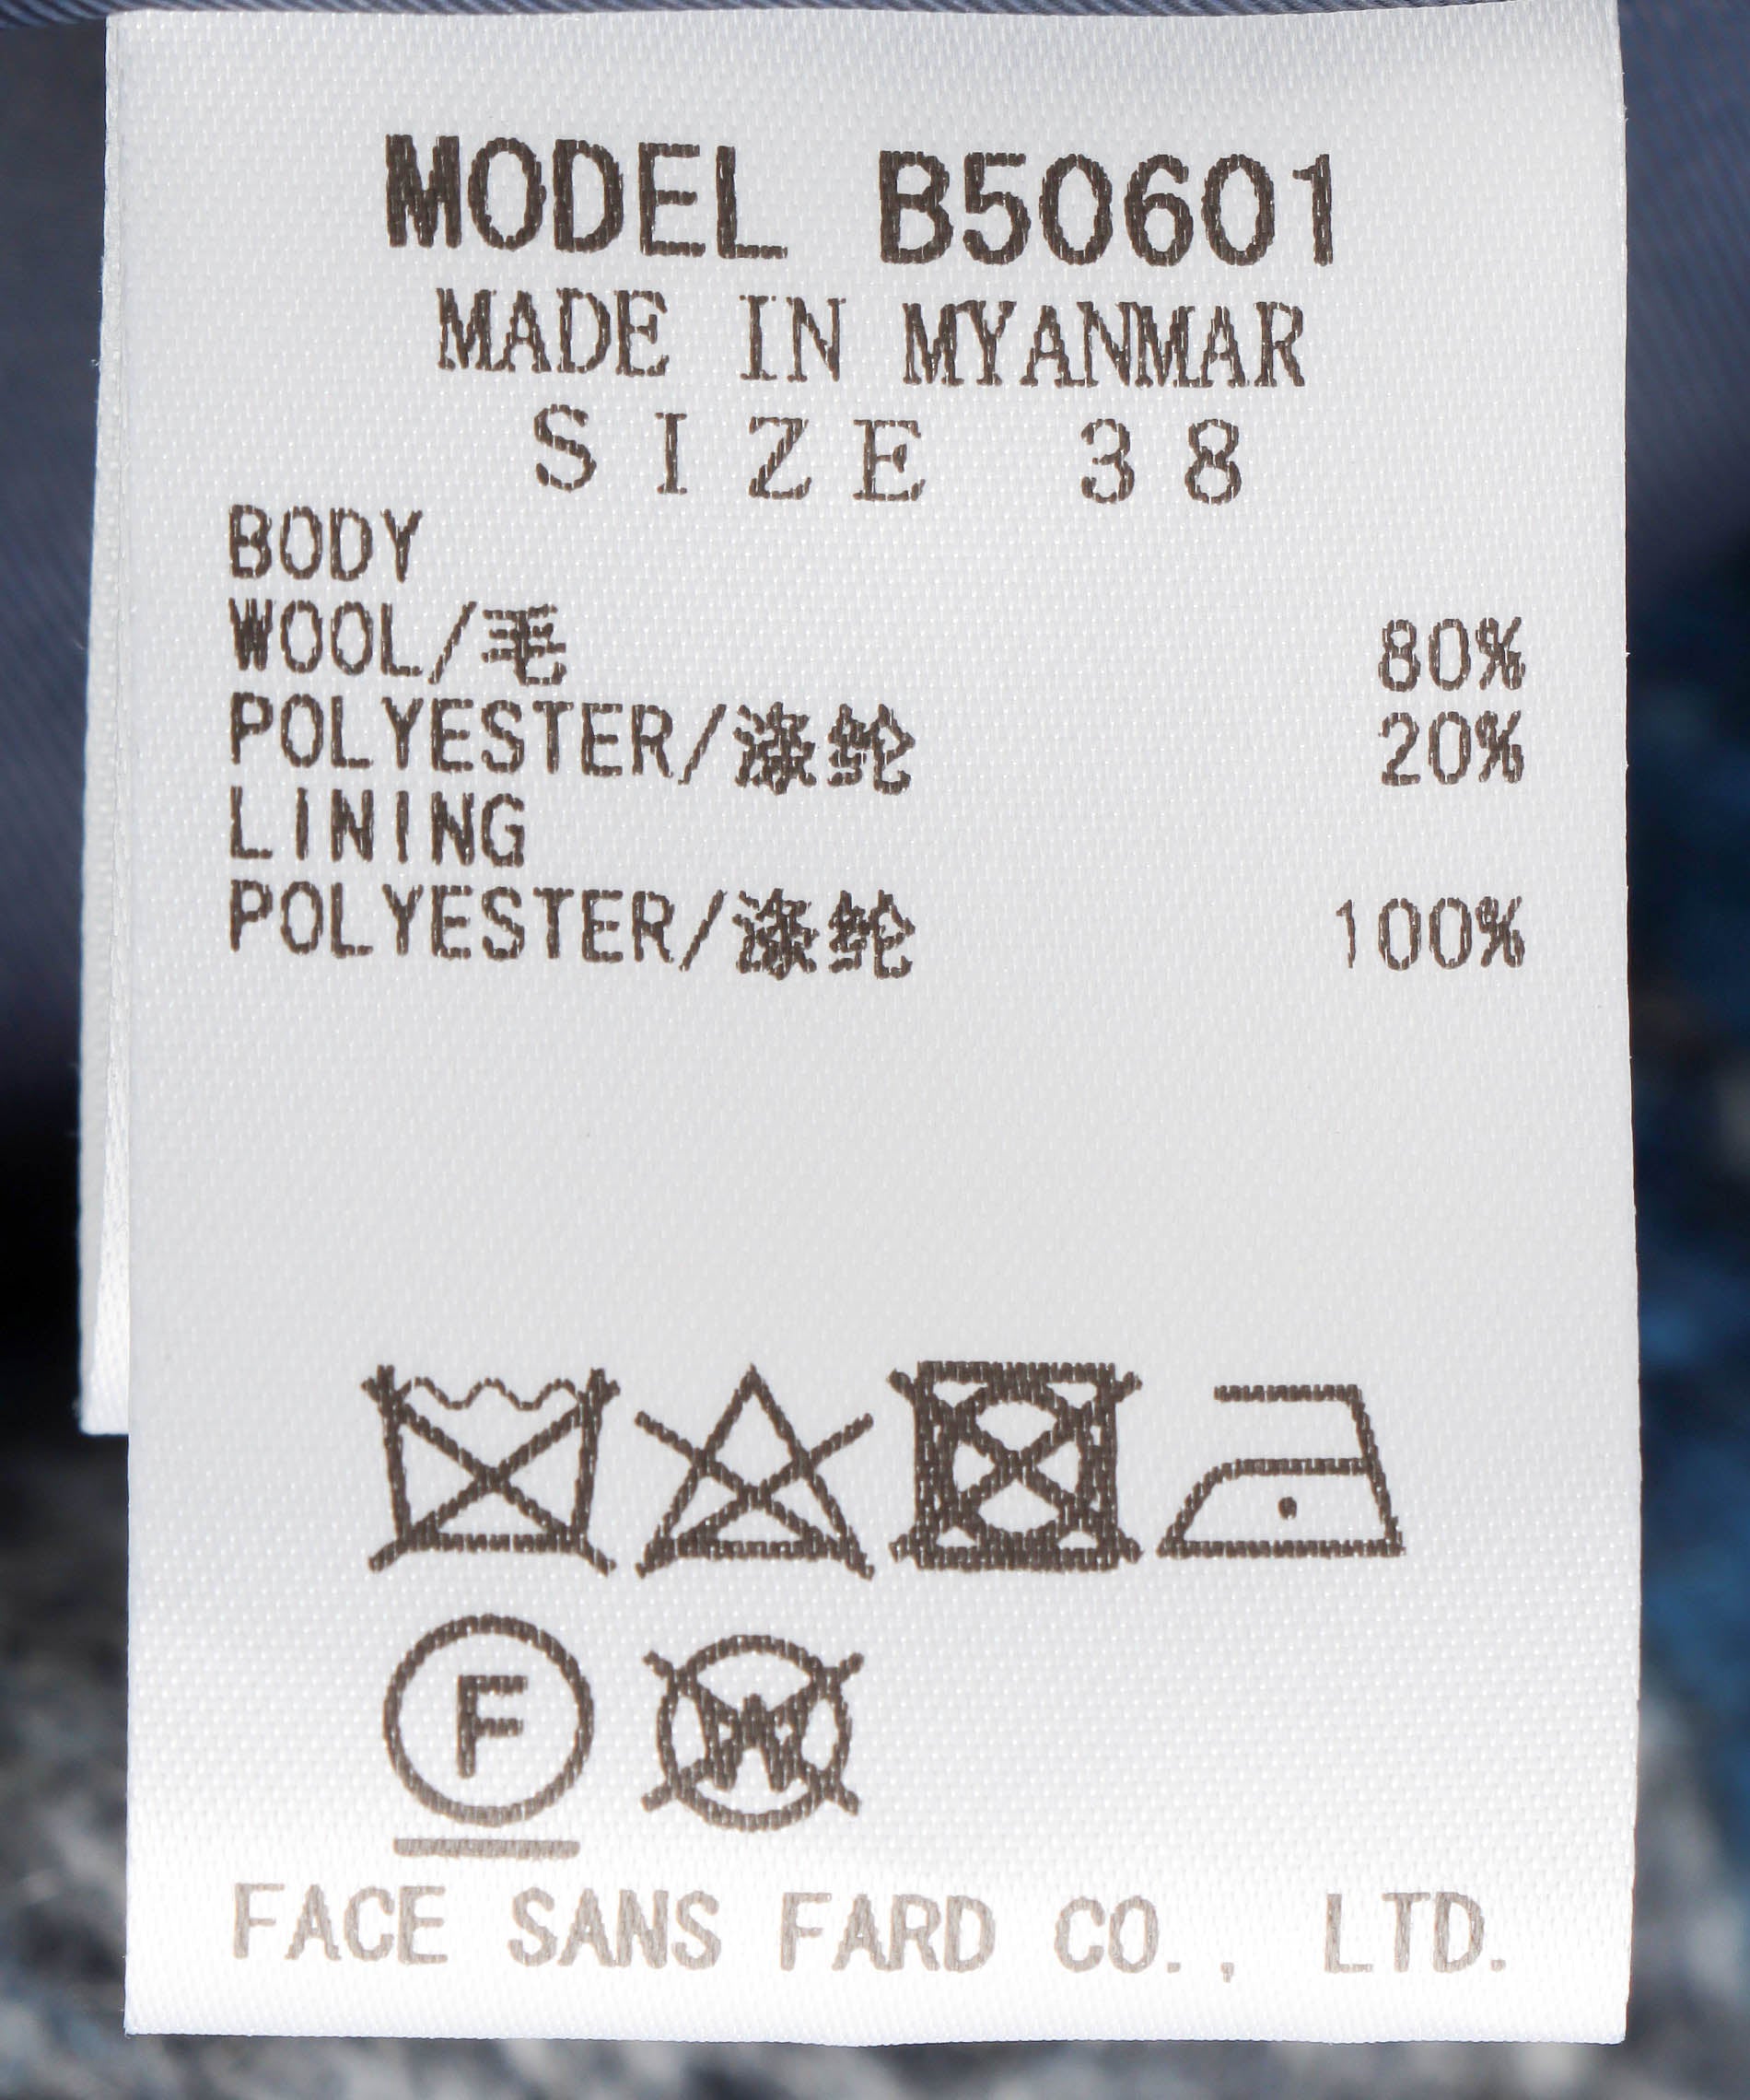 MODEL B50601
MADE IN MYANMAR
SIZE 38
BODY
WOOL/毛 80%
POLYESTER/涤纶 20%
LINING
POLYESTER/涤纶 100%
F W
FACE SANS FARD CO., LTD.